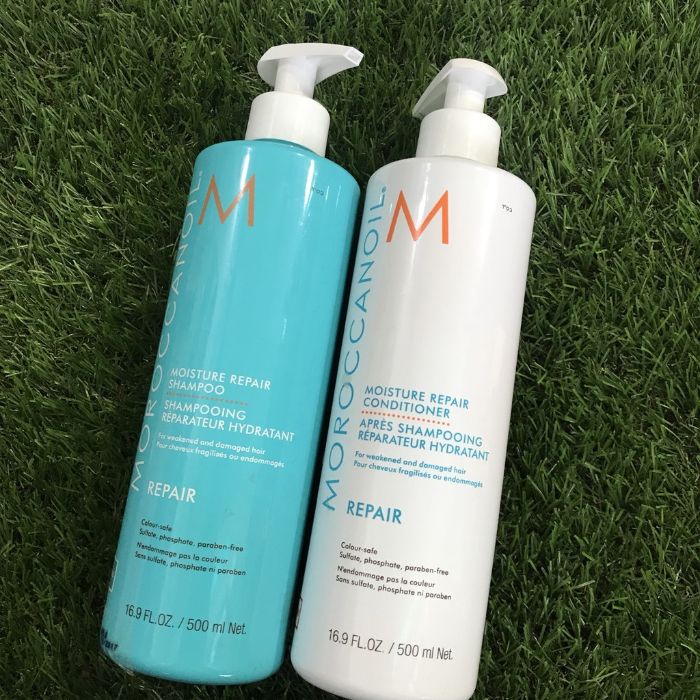 M
MOROCCANOIL®
MOISTURE REPAIR
SHAMPOO
SHAMPOOING
RÉPARATEUR HYDRATANT
For weakened and damaged hair
Pour cheveux fragilisés ou endommagés
REPAIR
Colour-safe
Sulfate, phosphate, paraben-free
N'endommage pas la couleur
Sans sulfate, phosphate ni paraben
16.9 FL.OZ. / 500 ml Net.
M
MOROCCANOIL®
MOISTURE REPAIR
CONDITIONER
APRÈS SHAMPOOING
RÉPARATEUR HYDRATANT
For weakened and damaged hair
Pour cheveux fragilisés ou endommagés
REPAIR
Colour-safe
Sulfate, phosphate, paraben-free
N'endommage pas la couleur
Sans sulfate, phosphate ni paraben
16.9 FL.OZ. / 500 ml Net.